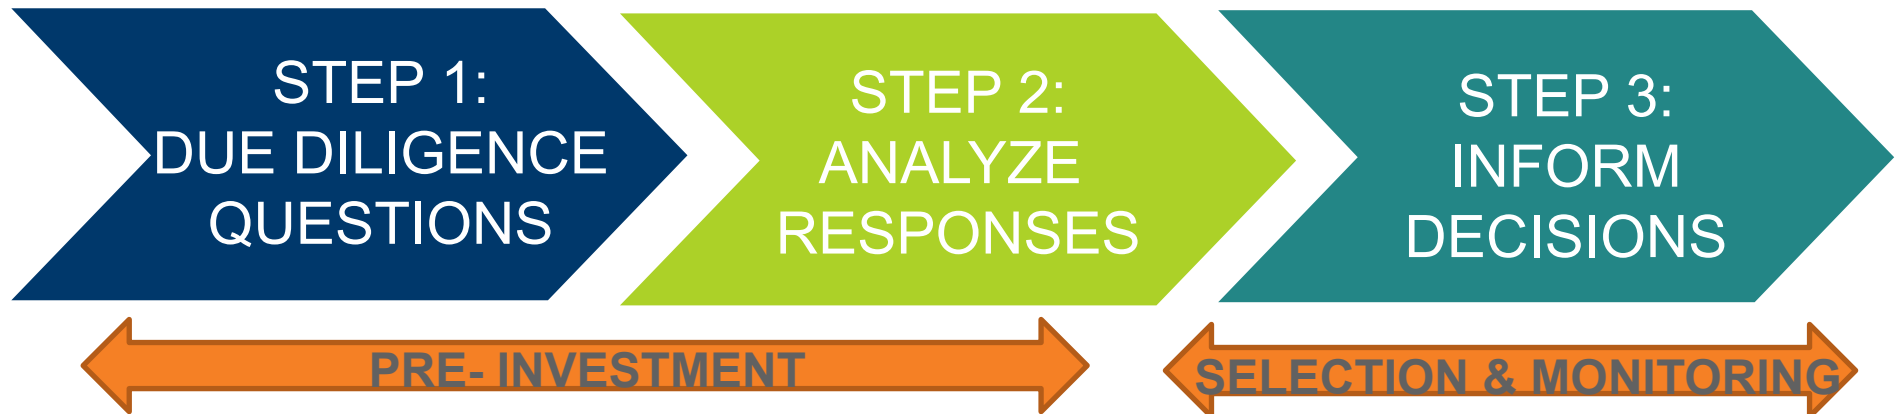 STEP 1:
DUE DILIGENCE
QUESTIONS
STEP 2:
ANALYZE
RESPONSES
STEP 3:
INFORM
DECISIONS
PRE- INVESTMENT
SELECTION & MONITORING